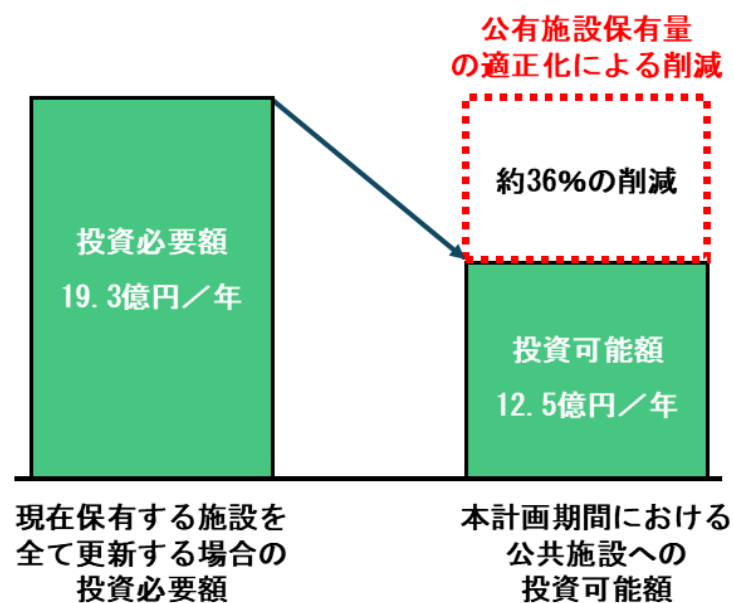 公有施設保有量
の適正化による削減
約36%の削減
投資必要額
19.3億円／年
投資可能額
12.5億円／年
現在保有する施設を
全て更新する場合の
投資必要額
本計画期間における
公共施設への
投資可能額